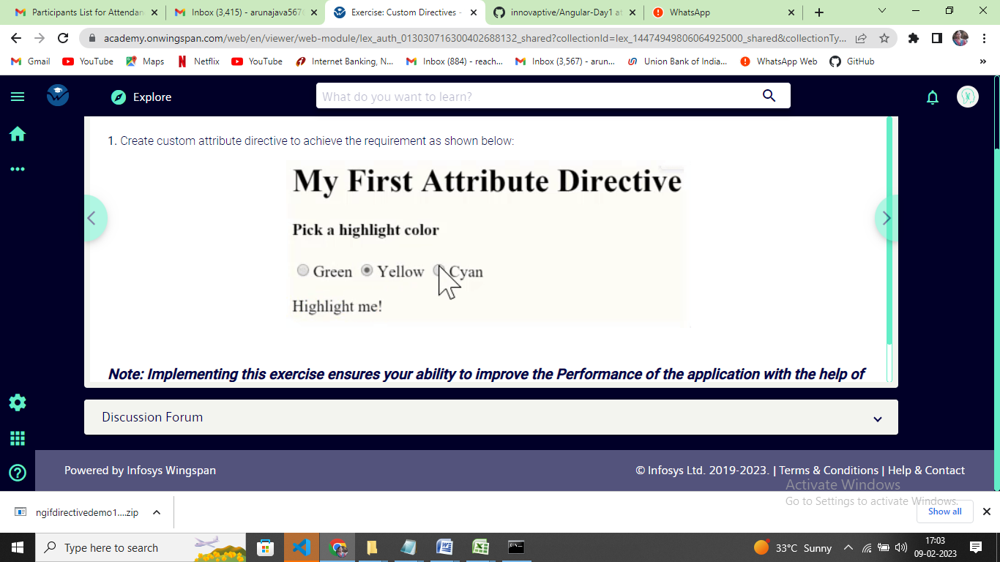 Participants List for Attendan
Inbox (3,415) - arunajava567
Exercise: Custom Directives -
innovaptive/Angular-Day1 at
WhatsApp
academy.onwingspan.com/web/en/viewer/web-module/lex_auth_013030716300402688132_shared?collectionId=lex_14474949806064925000_shared&collectionTy...
Gmail
YouTube
Maps
Netflix
YouTube
Internet Banking, N...
Inbox (884) - reach...
Inbox (3,567) - arun...
Union Bank of India...
WhatsApp Web
GitHub
»
Explore
What do you want to learn?
1. Create custom attribute directive to achieve the requirement as shown below:
My First Attribute Directive
Pick a highlight color
Green Yellow Cyan
Highlight me!
Note: Implementing this exercise ensures your ability to improve the Performance of the application with the help of
Discussion Forum
Powered by Infosys Wingspan
© Infosys Ltd. 2019-2023. | Terms & Conditions | Help & Contact
Activate Windows
Go to Settings to activate Windows.
ngifdirectivedemo1....zip
Show all
Type here to search
33°C Sunny
17:03
09-02-2023